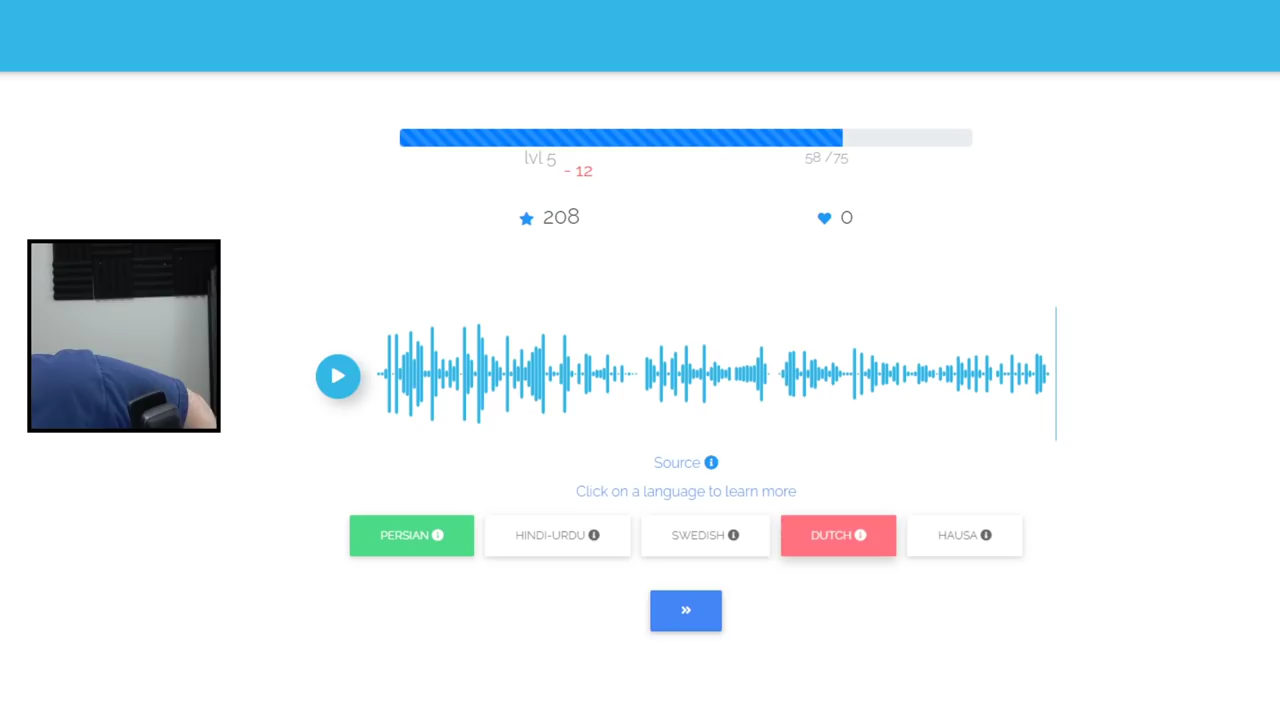 lvl 5
- 12
58 /75
208
0
Source
Click on a language to learn more
PERSIAN
HINDI-URDU
SWEDISH
DUTCH
HAUSA
»